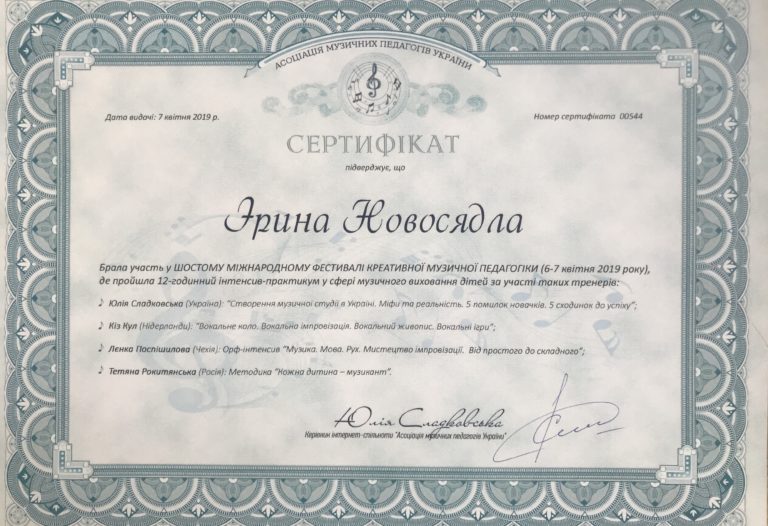 АСОЦІАЦІЯ МУЗИЧНИХ ПЕДАГОГІВ УКРАЇНИ
Дата видачі: 7 квітня 2019 р.
Номер сертифіката 00544
СЕРТИФІКАТ
підверджує, що
Ірина Новосядла
Брала участь у ШОСТОМУ МІЖНАРОДНОМУ ФЕСТИВАЛІ КРЕАТИВНОЇ МУЗИЧНОЇ ПЕДАГОГІКИ (6-7 квітня 2019 року),
де пройшла 12-годинний інтенсив-практикум у сфері музичного виховання дітей за участі таких тренерів:
Юлія Сладковська (Україна): "Створення музичної студії в Україні. Міфи та реальність. 5 помилок новачків. 5 сходинок до успіху";
Кіз Кул (Нідерланди): "Вокальне коло. Вокальна імпровізація. Вокальний живопис. Вокальні ігри";
Ленка Поспішилова (Чехія): Орф-інтенсив "Музика. Мова. Рух. Мистецтво імпровізації. Від простого до складного";
Тетяна Рокитянська (Росія): Методика "Кожна дитина – музикант".
Юлія Сладковська
Керівник інтернет-спільноти "Асоціація музичних педагогів України"